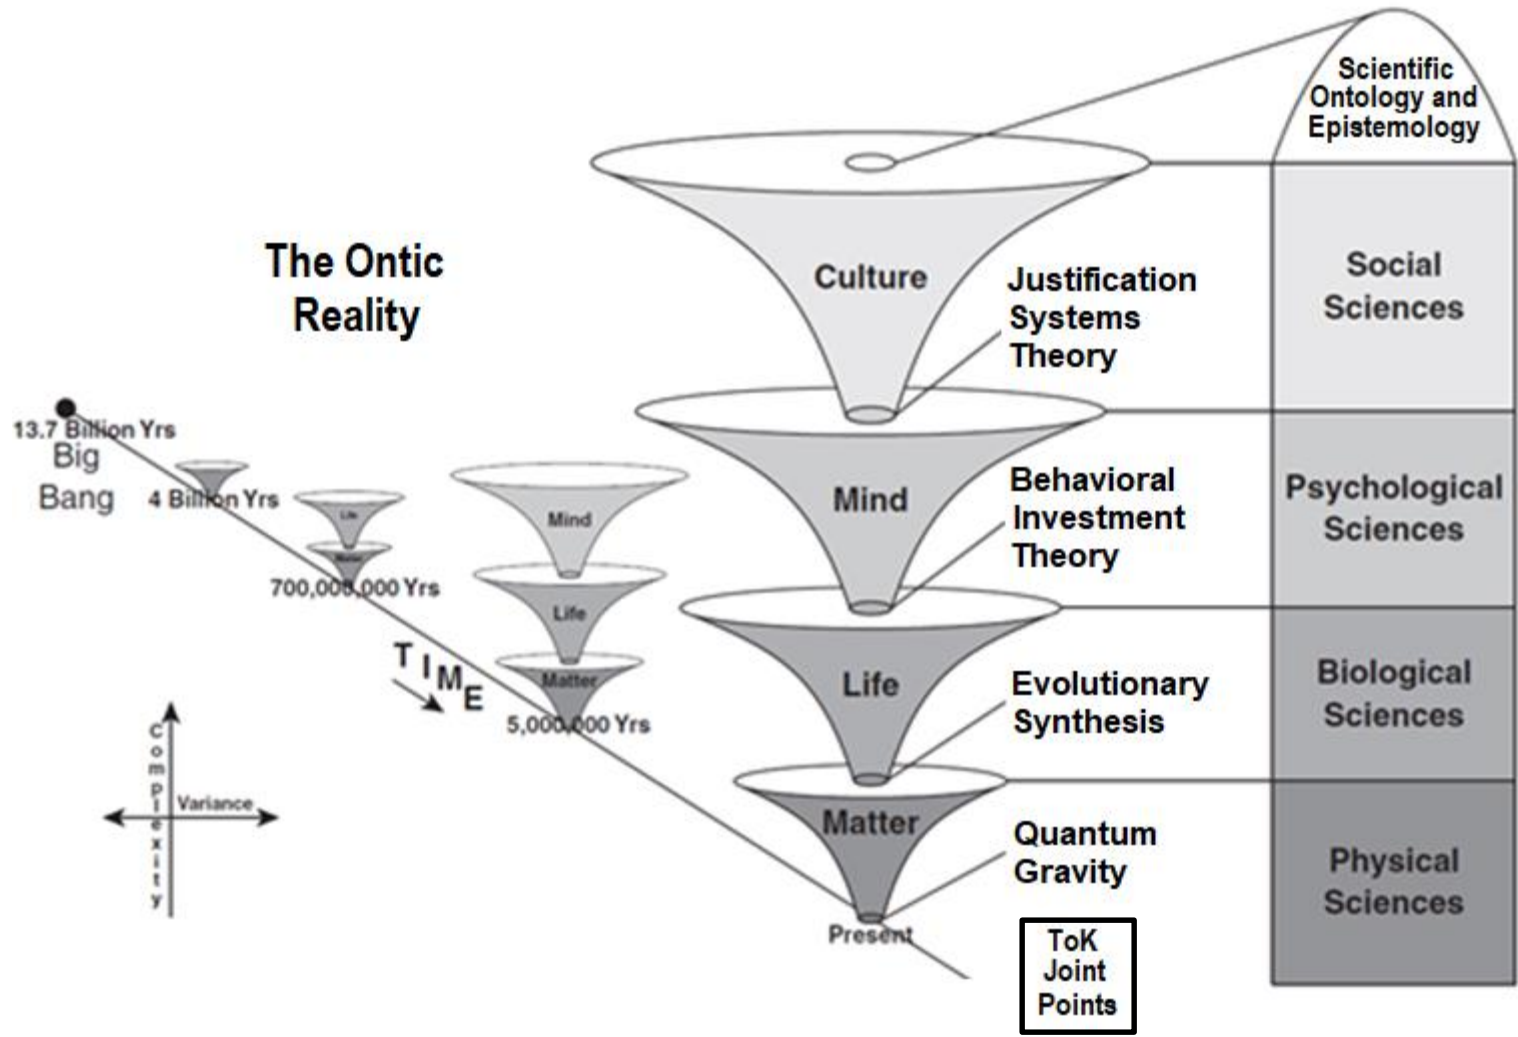 Scientific
Ontology and
Epistemology
The Ontic
Reality
Culture
Justification
Systems
Theory
Social
Sciences
13.7 Billion Yrs
Big
Bang
4 Billion Yrs
Life
Matter
700,000,000 Yrs
Mind
Life
Matter
5,000,000 Yrs
TIME
Complexity
Variance
Mind
Behavioral
Investment
Theory
Psychological
Sciences
Life
Evolutionary
Synthesis
Biological
Sciences
Matter
Quantum
Gravity
Physical
Sciences
Present
ToK
Joint
Points